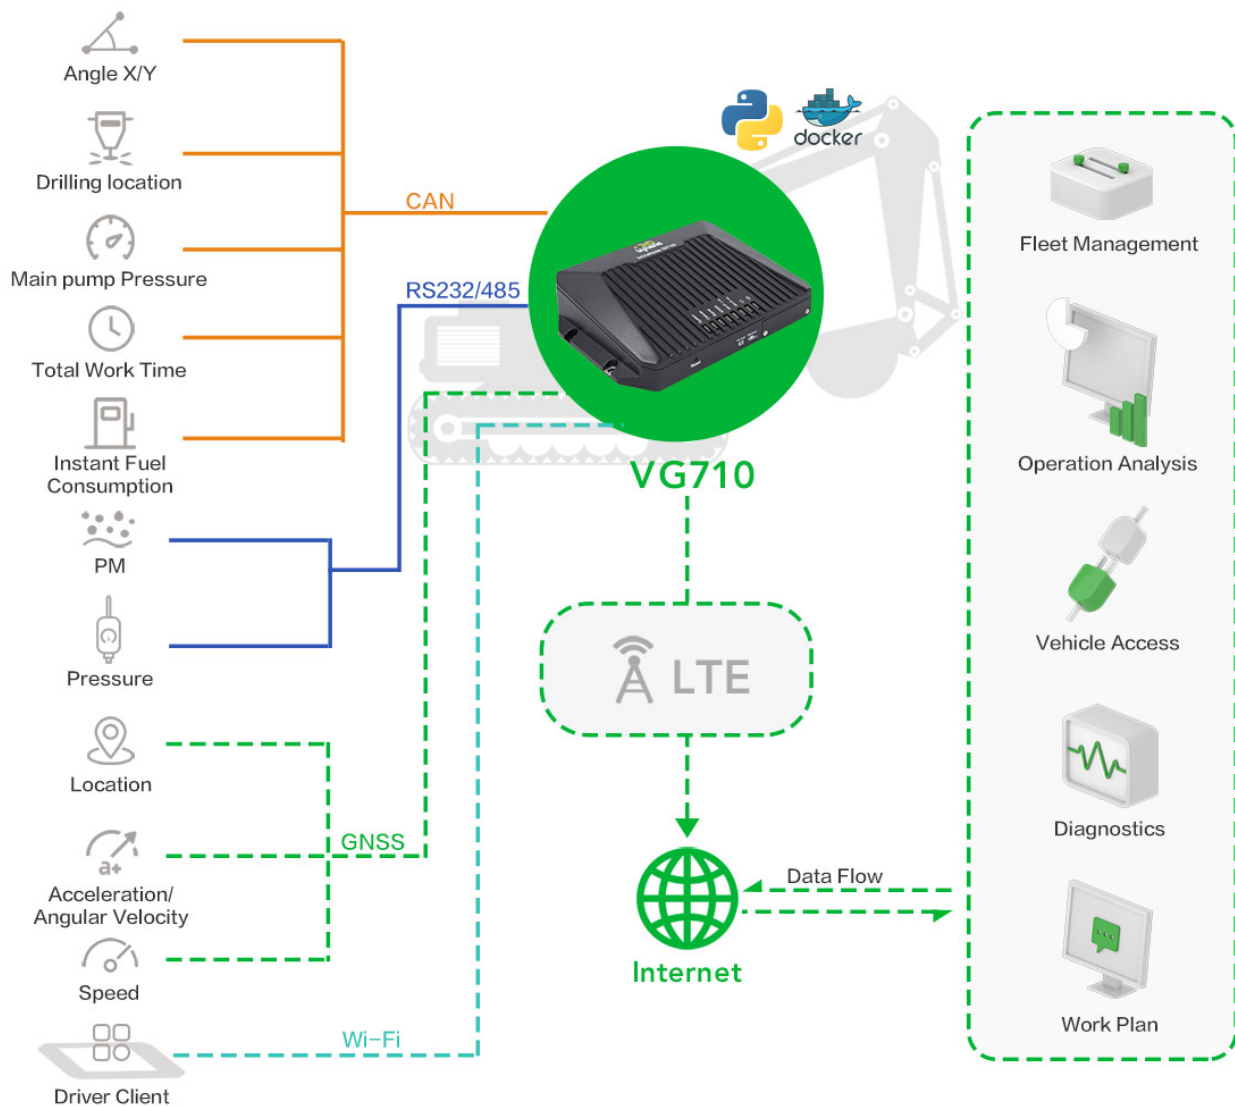 Angle X/Y
Drilling location
Main pump Pressure
Total Work Time
Instant Fuel
Consumption
PM
Pressure
Location
a+
Acceleration/
Angular Velocity
Speed
Driver Client
CAN
RS232/485
GNSS
Wi-Fi
docker
VG710
LTE
Internet
Data Flow
Fleet Management
Operation Analysis
Vehicle Access
Diagnostics
Work Plan